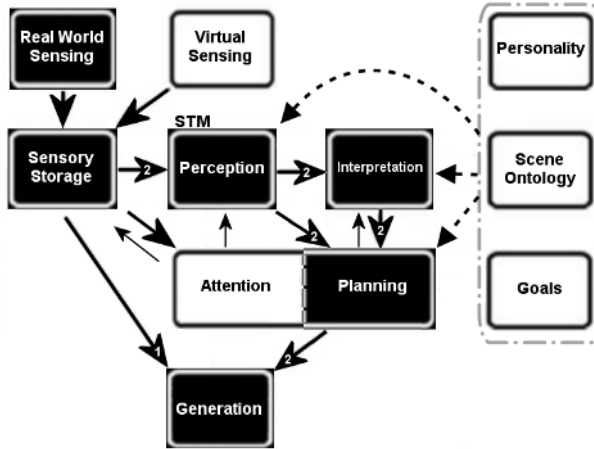 Real World
Sensing
Virtual
Sensing
Personality
STM
Sensory
Storage
2
Perception
2
Interpretation
Scene
Ontology
2
2
Attention
Planning
Goals
1
2
Generation